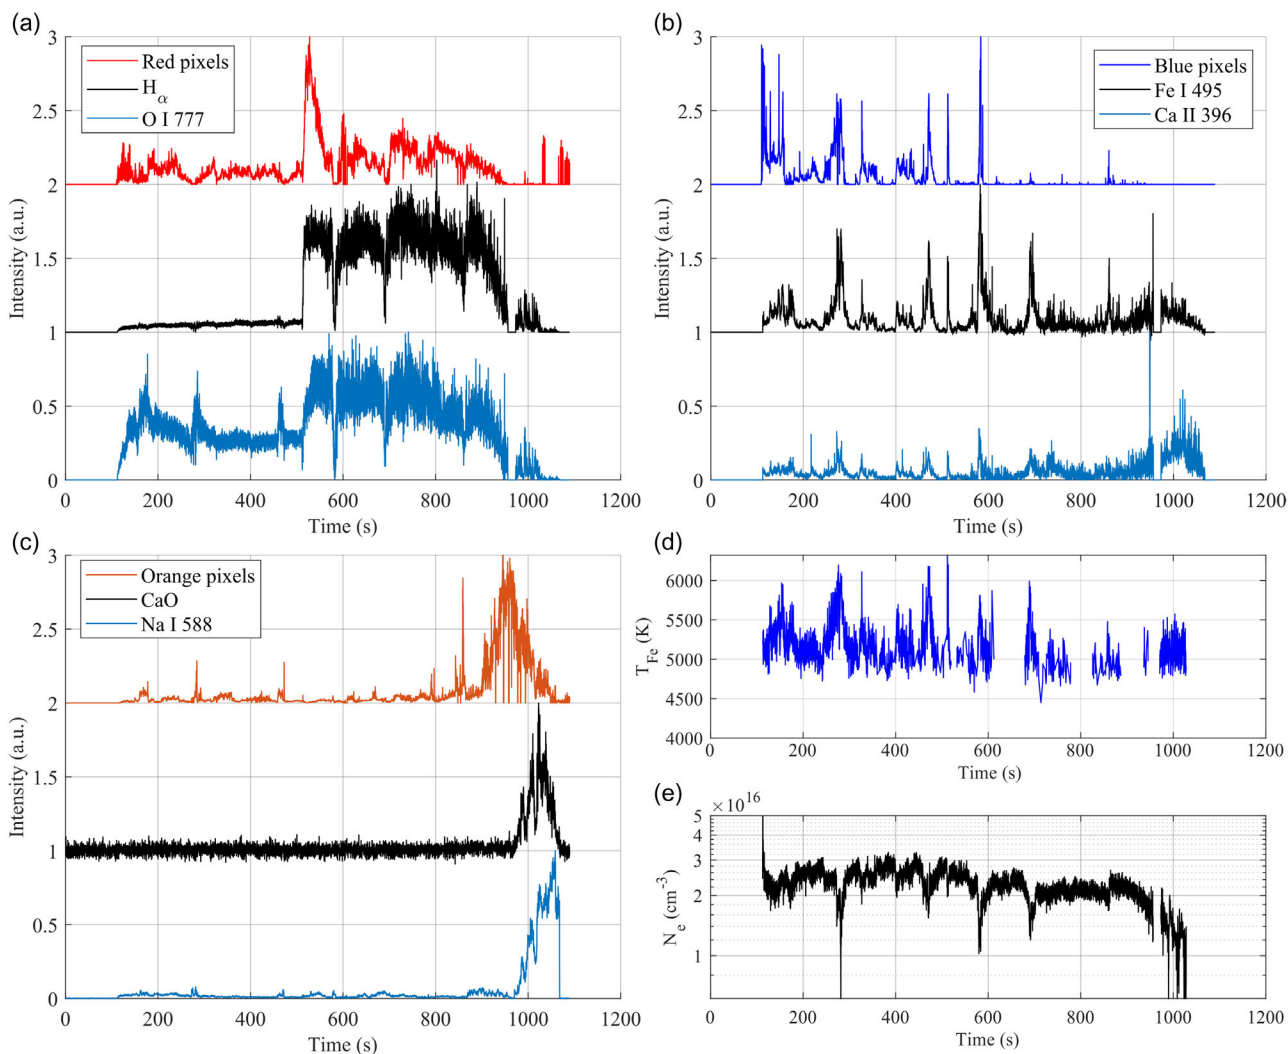 (a)
3
2.5
2
1.5
1
0.5
0
Intensity (a.u.)
Red pixels
Hα
O I 777
0 200 400 600 800 1000 1200
Time (s)
(b)
3
2.5
2
1.5
1
0.5
0
Intensity (a.u.)
Blue pixels
Fe I 495
Ca II 396
0 200 400 600 800 1000 1200
Time (s)
(c)
3
2.5
2
1.5
1
0.5
0
Intensity (a.u.)
Orange pixels
CaO
Na I 588
0 200 400 600 800 1000 1200
Time (s)
(d)
6000
5500
5000
4500
4000
T_Fe (K)
0 200 400 600 800 1000 1200
Time (s)
(e)
×10^16
5
4
3
2
1
N_e (cm^-3)
0 200 400 600 800 1000 1200
Time (s)